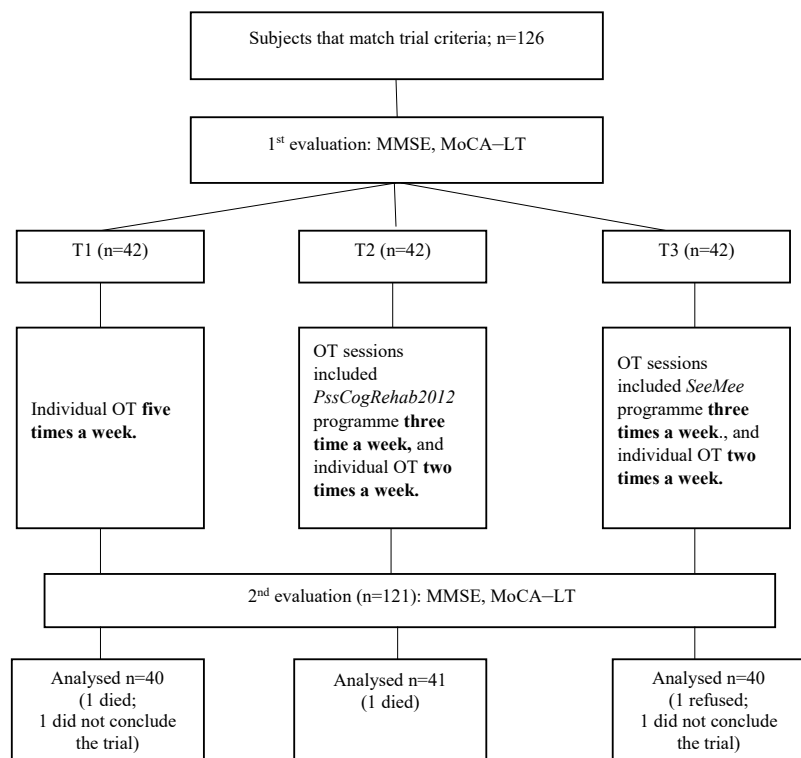 Subjects that match trial criteria; n=126
1st evaluation: MMSE, MoCA–LT
T1 (n=42)
T2 (n=42)
T3 (n=42)
Individual OT five
times a week.
OT sessions
included
PssCogRehab2012
programme three
time a week, and
individual OT two
times a week.
OT sessions
included SeeMee
programme three
times a week., and
individual OT two
times a week.
2nd evaluation (n=121): MMSE, MoCA–LT
Analysed n=40
(1 died;
1 did not conclude
the trial)
Analysed n=41
(1 died)
Analysed n=40
(1 refused;
1 did not conclude
the trial)